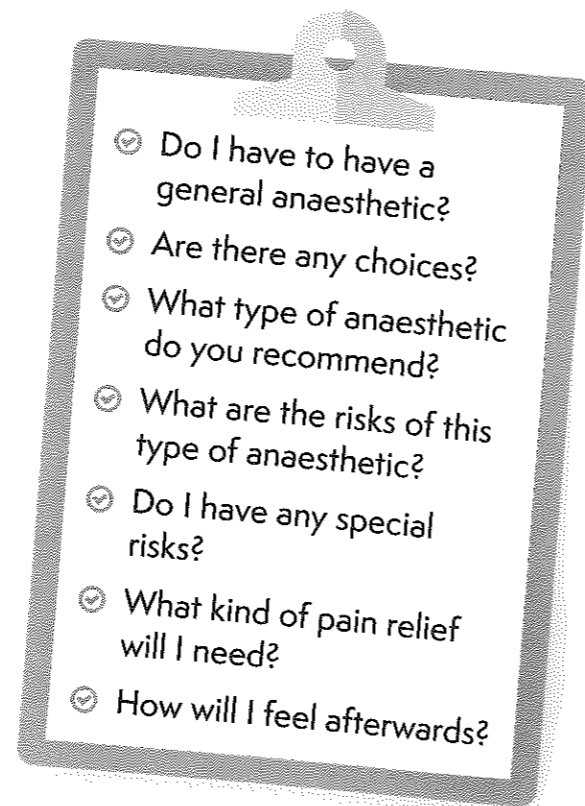 Do I have to have a
general anaesthetic?
Are there any choices?
What type of anaesthetic
do you recommend?
What are the risks of this
type of anaesthetic?
Do I have any special
risks?
What kind of pain relief
will I need?
How will I feel afterwards?